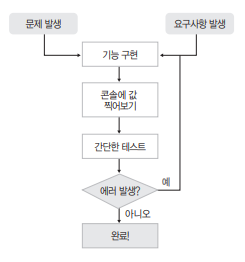 문제 발생
요구사항 발생
기능 구현
콘솔에 값
찍어보기
간단한 테스트
에러 발생?
예
아니오
완료!